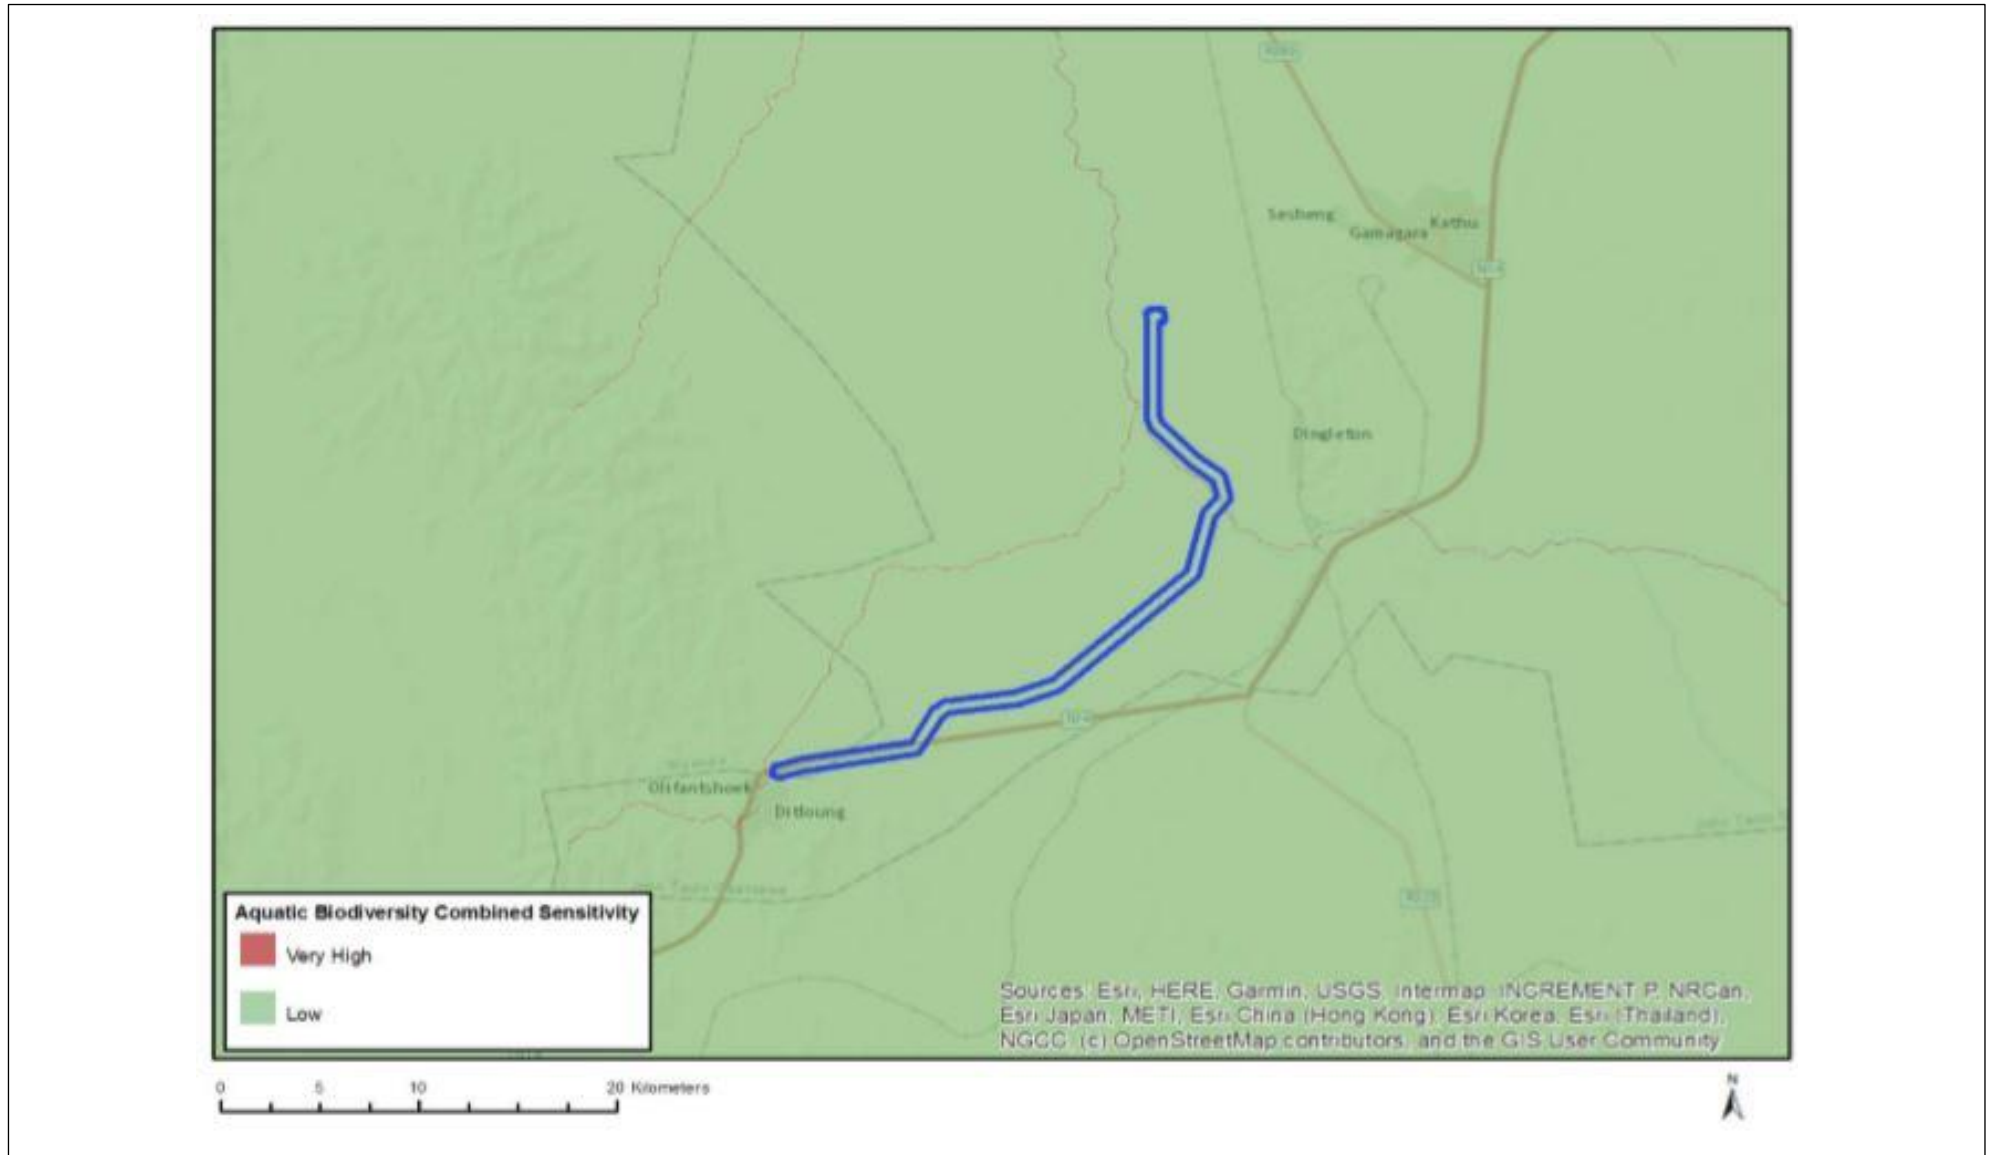 Sesheng
Kathu
Gamagara
N14
Dingleton
N14
Olifantshoek
Ditloung
Aquatic Biodiversity Combined Sensitivity
Very High
Low
Sources: Esri, HERE, Garmin, USGS, Intermap, INCREMENT P, NRCan,
Esri Japan, METI, Esri China (Hong Kong), Esri Korea, Esri (Thailand),
NGCC, (c) OpenStreetMap contributors, and the GIS User Community
0 5 10 20 Kilometers
N